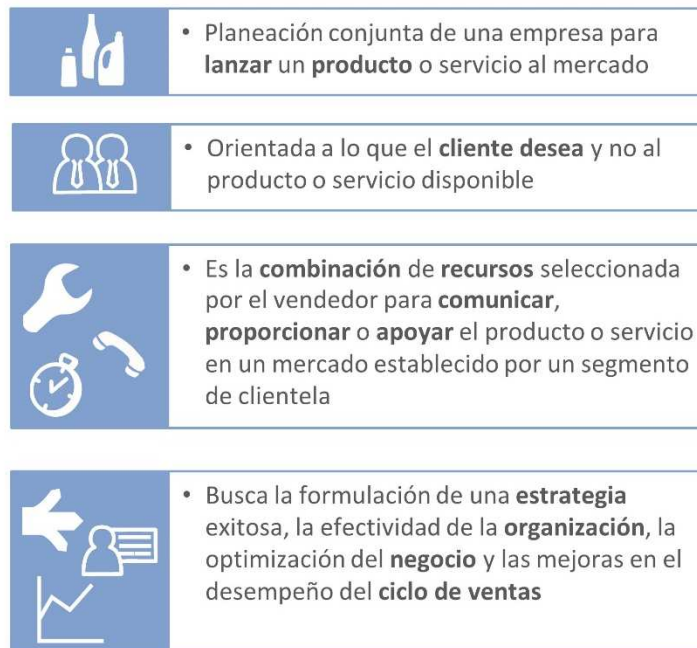 • Planeación conjunta de una empresa para
lanzar un producto o servicio al mercado
• Orientada a lo que el cliente desea y no al
producto o servicio disponible
• Es la combinación de recursos seleccionada
por el vendedor para comunicar,
proporcionar o apoyar el producto o servicio
en un mercado establecido por un segmento
de clientela
• Busca la formulación de una estrategia
exitosa, la efectividad de la organización, la
optimización del negocio y las mejoras en el
desempeño del ciclo de ventas